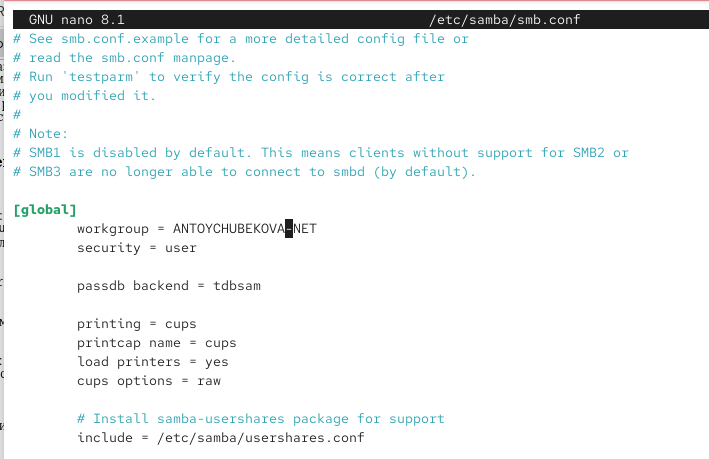 GNU nano 8.1 /etc/samba/smb.conf
# See smb.conf.example for a more detailed config file or
# read the smb.conf manpage.
# Run 'testparm' to verify the config is correct after
# you modified it.
#
# Note:
# SMB1 is disabled by default. This means clients without support for SMB2 or
# SMB3 are no longer able to connect to smbd (by default).
[global]
workgroup = ANTOYCHUBEKOVA-NET
security = user
passdb backend = tdbsam
printing = cups
printcap name = cups
load printers = yes
cups options = raw
# Install samba-usershares package for support
include = /etc/samba/usershares.conf